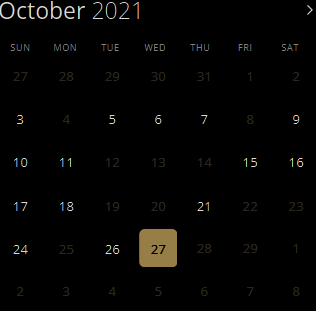 October 2021 >
SUN MON TUE WED THU FRI SAT
27 28 29 30 31 1 2
3 4 5 6 7 8 9
10 11 12 13 14 15 16
17 18 19 20 21 22 23
24 25 26 27 28 29 1
2 3 4 5 6 7 8